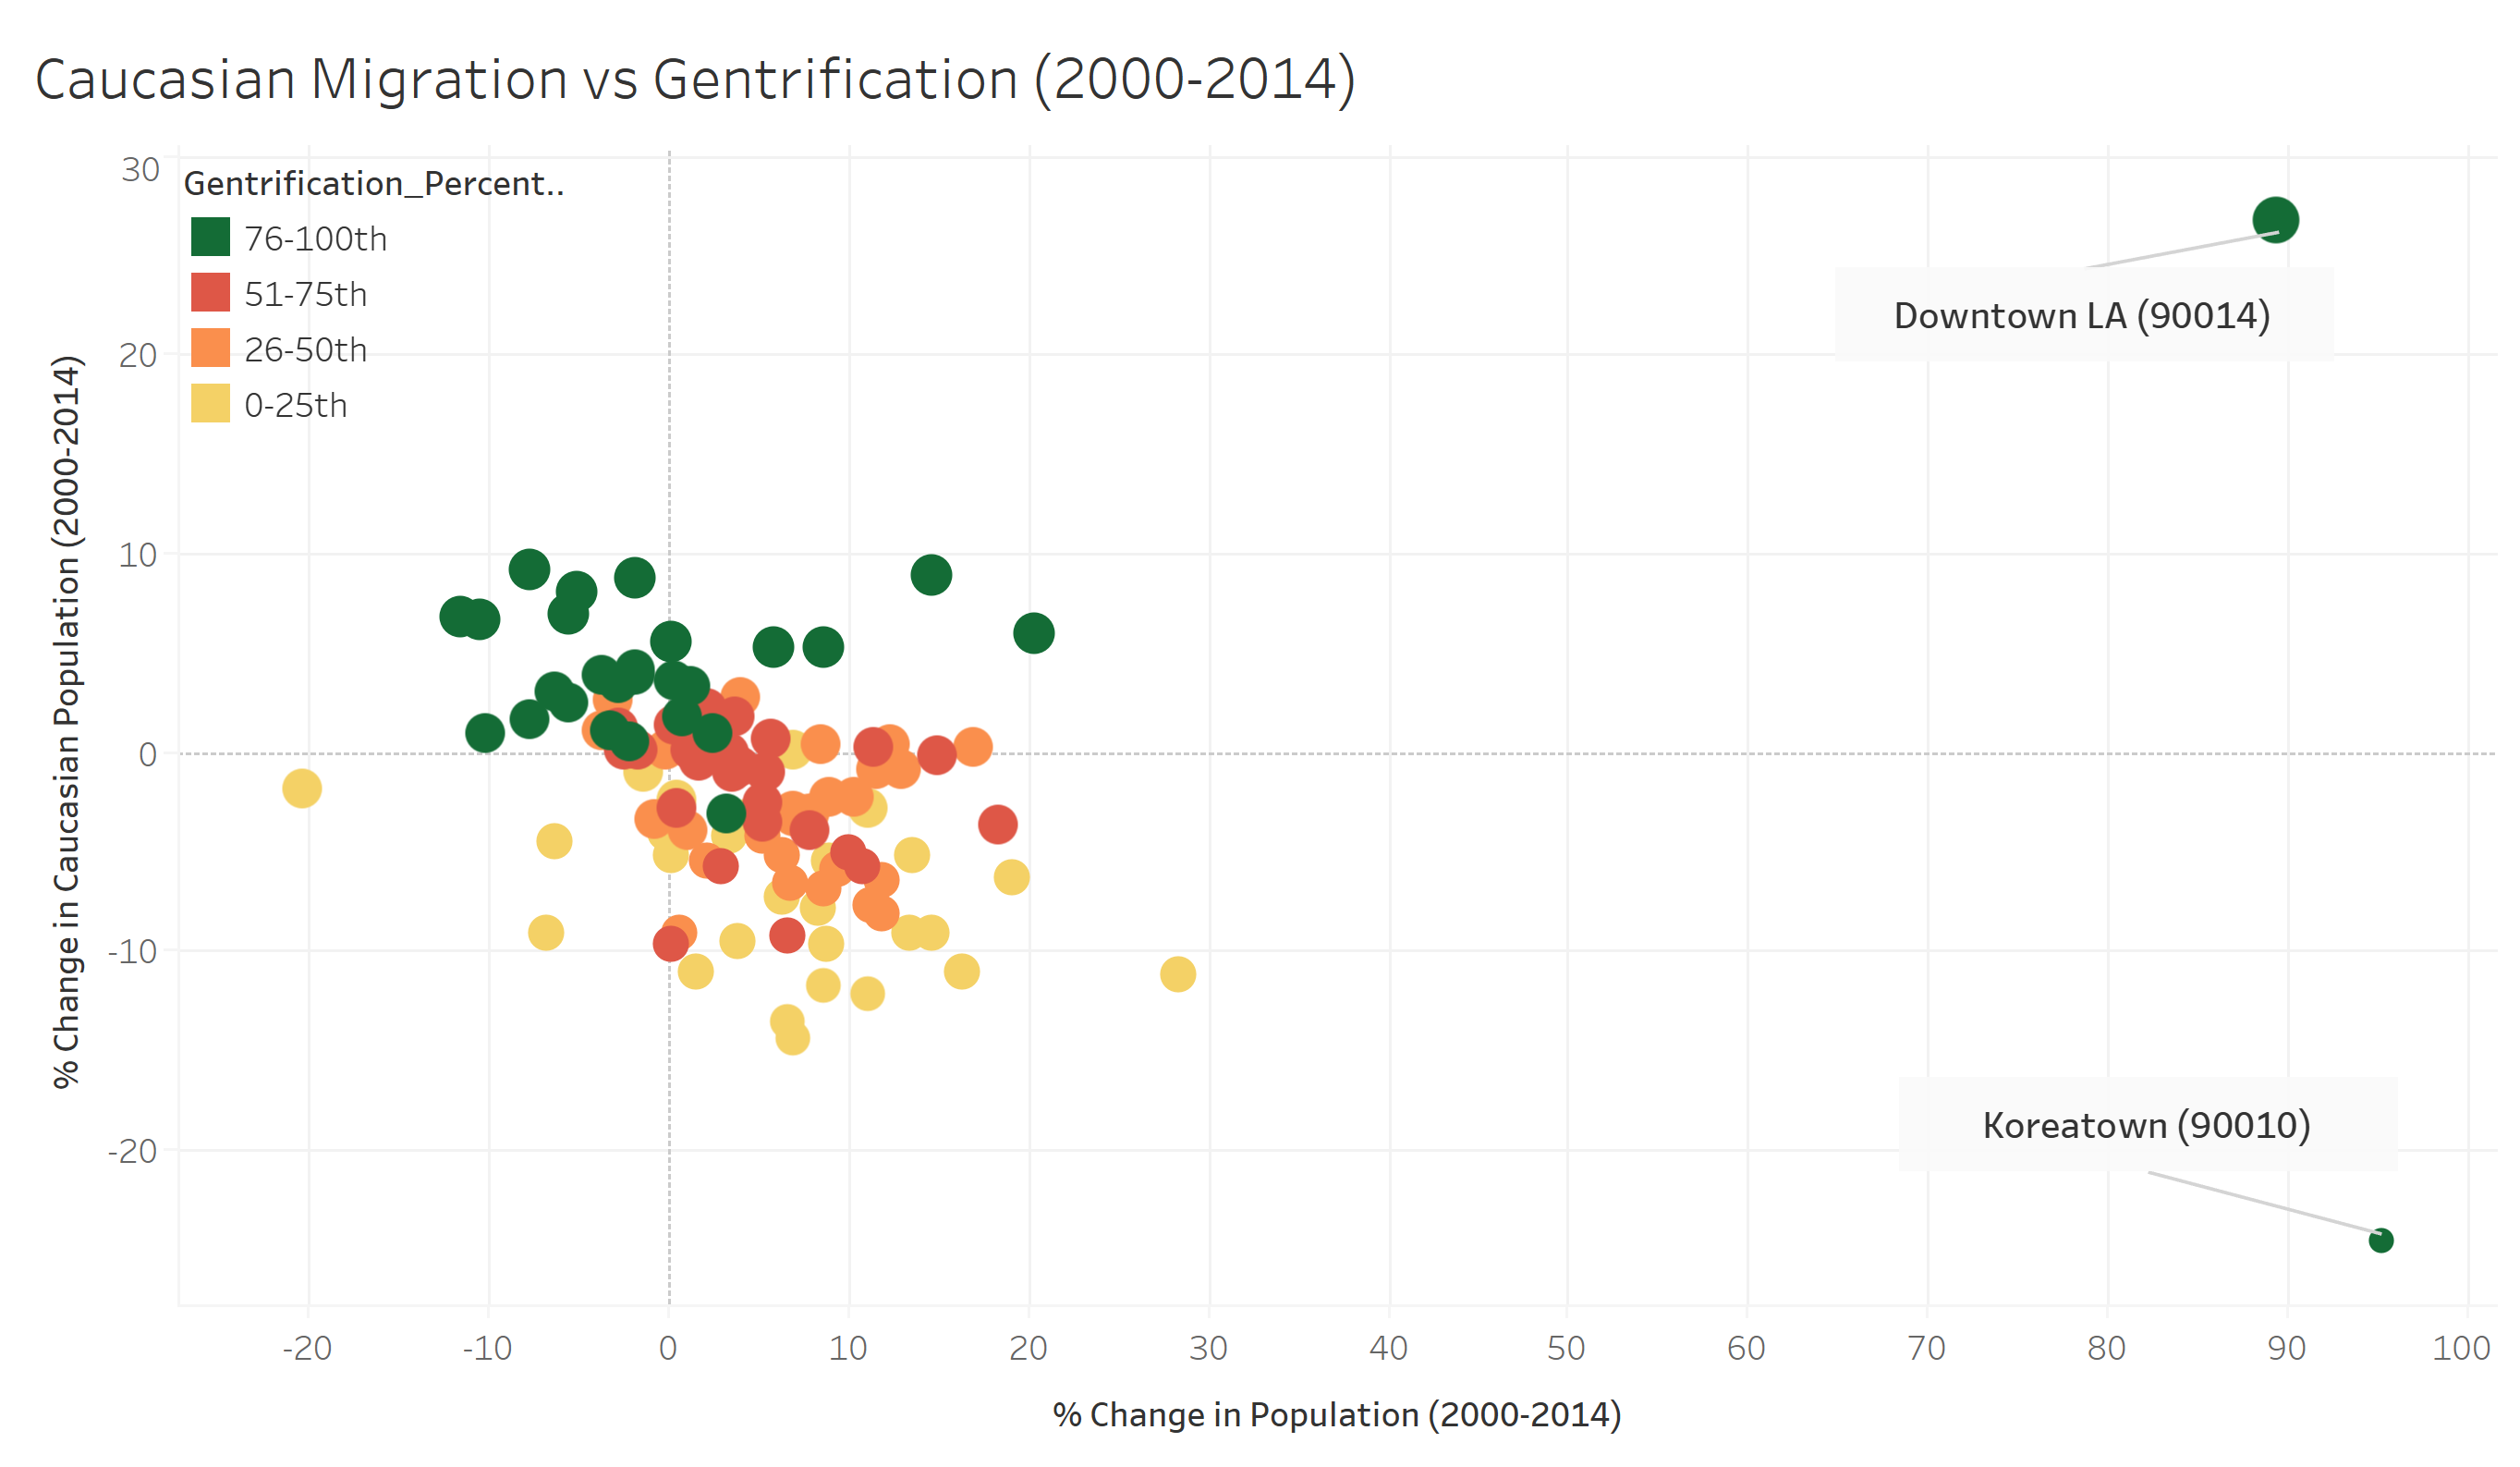 Caucasian Migration vs Gentrification (2000-2014)
Gentrification_Percent..
76-100th
51-75th
26-50th
0-25th
% Change in Caucasian Population (2000-2014)
30
20
10
0
-10
-20
Downtown LA (90014)
Koreatown (90010)
-20 -10 0 10 20 30 40 50 60 70 80 90 100
% Change in Population (2000-2014)